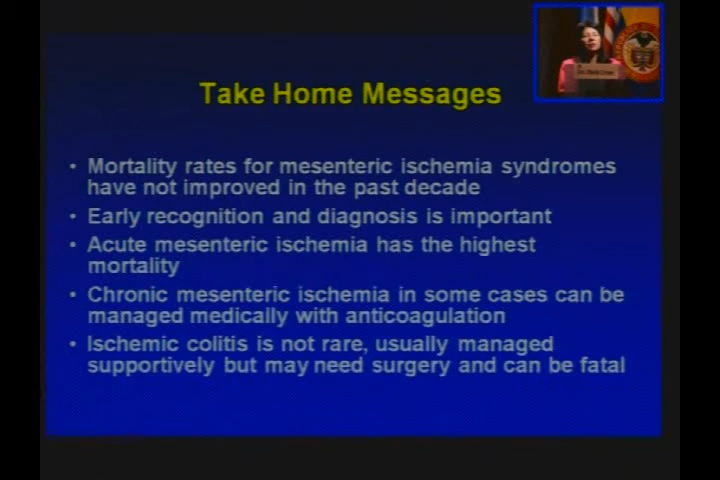 Take Home Messages
• Mortality rates for mesenteric ischemia syndromes
have not improved in the past decade
• Early recognition and diagnosis is important
• Acute mesenteric ischemia has the highest
mortality
• Chronic mesenteric ischemia in some cases can be
managed medically with anticoagulation
• Ischemic colitis is not rare, usually managed
supportively but may need surgery and can be fatal